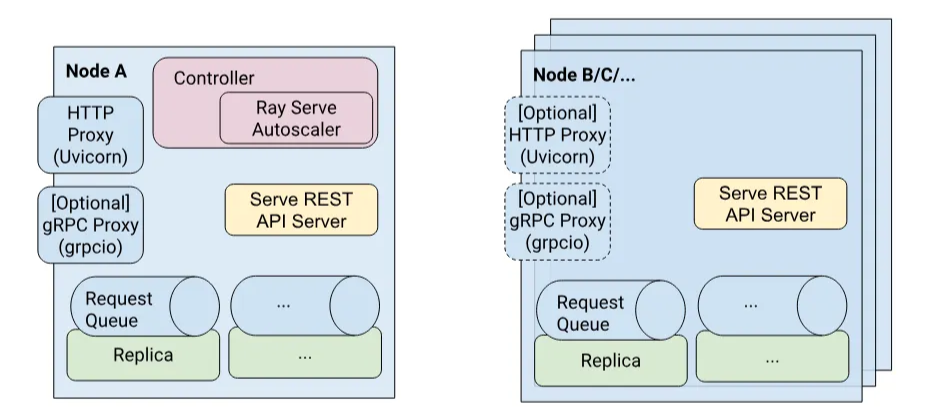 Node A
Controller
Ray Serve
Autoscaler
HTTP
Proxy
(Uvicorn)
[Optional]
gRPC Proxy
(grpcio)
Serve REST
API Server
Request
Queue
...
Replica
...
Node B/C/...
[Optional]
HTTP Proxy
(Uvicorn)
[Optional]
gRPC Proxy
(grpcio)
Serve REST
API Server
Request
Queue
...
Replica
...